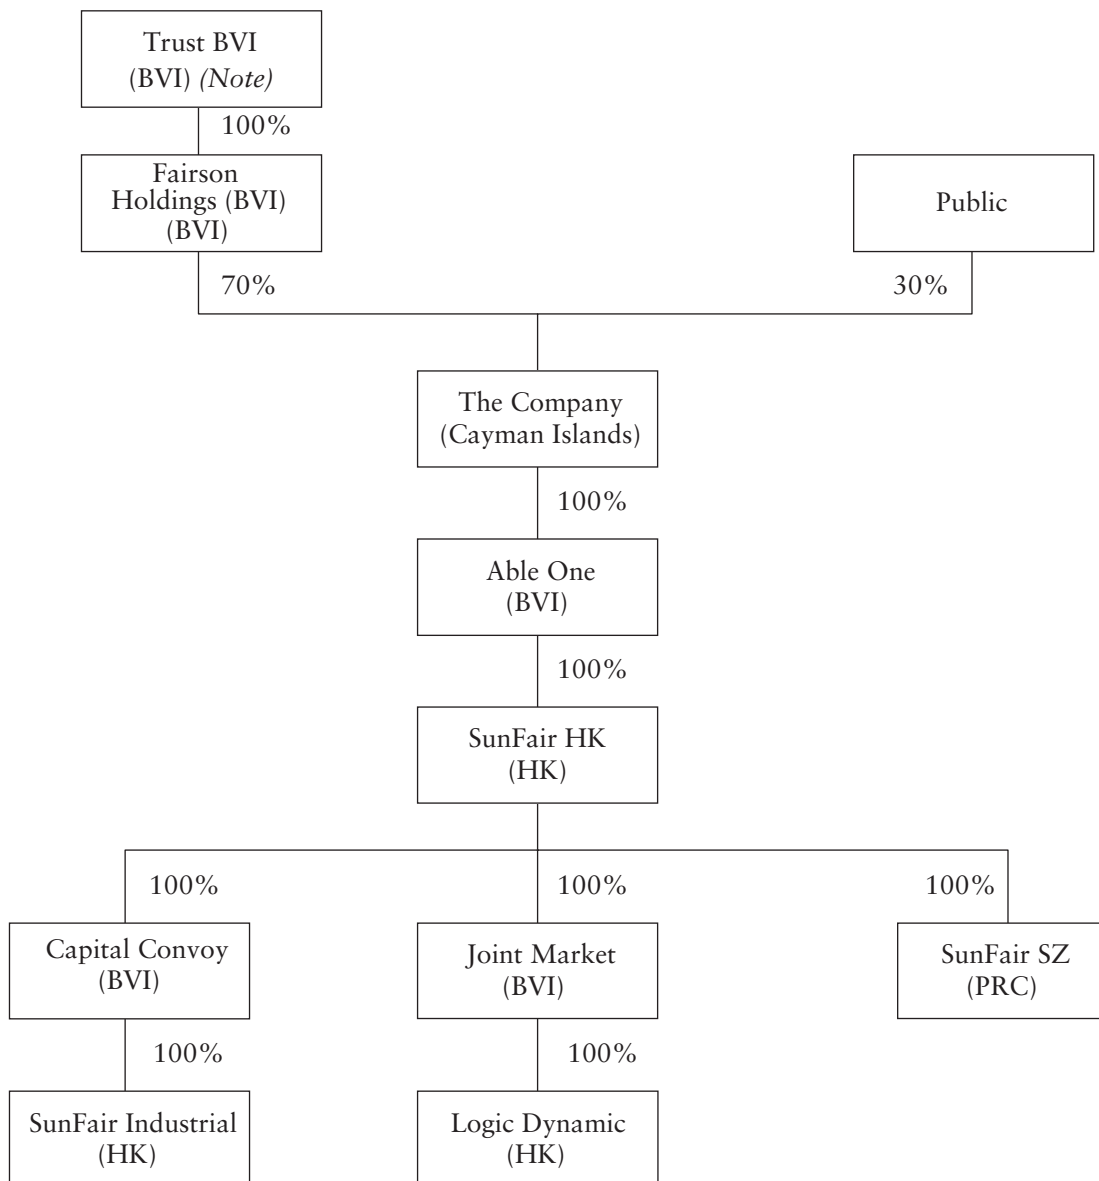 Trust BVI
(BVI) (Note)
100%
Fairson
Holdings (BVI)
(BVI)
Public
70%
30%
The Company
(Cayman Islands)
100%
Able One
(BVI)
100%
SunFair HK
(HK)
100%
100%
100%
Capital Convoy
(BVI)
Joint Market
(BVI)
SunFair SZ
(PRC)
100%
100%
SunFair Industrial
(HK)
Logic Dynamic
(HK)